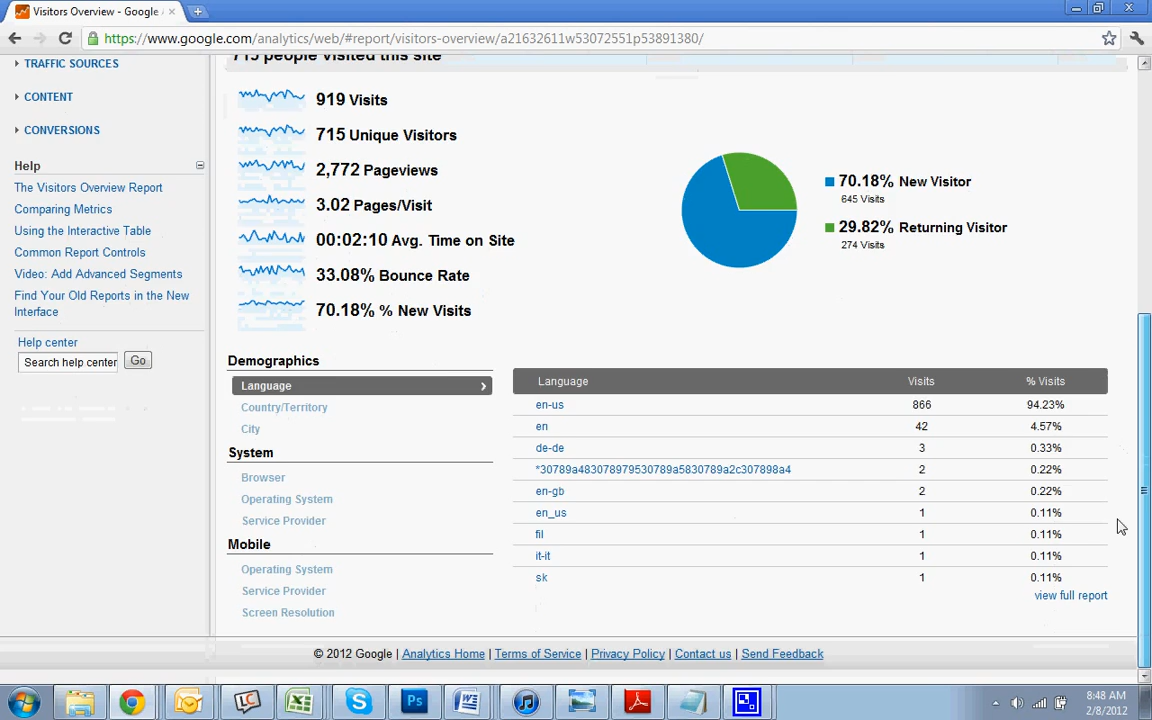 Visitors Overview - Google
https://www.google.com/analytics/web/#report/visitors-overview/a21632611w53072551p53891380/
715 people visited this site
TRAFFIC SOURCES
CONTENT
CONVERSIONS
Help
The Visitors Overview Report
Comparing Metrics
Using the Interactive Table
Common Report Controls
Video: Add Advanced Segments
Find Your Old Reports in the New
Interface
Help center
Search help center Go
919 Visits
715 Unique Visitors
2,772 Pageviews
3.02 Pages/Visit
00:02:10 Avg. Time on Site
33.08% Bounce Rate
70.18% % New Visits
70.18% New Visitor
645 Visits
29.82% Returning Visitor
274 Visits
Demographics
Language
Country/Territory
City
System
Browser
Operating System
Service Provider
Mobile
Operating System
Service Provider
Screen Resolution
Language Visits % Visits
en-us 866 94.23%
en 42 4.57%
de-de 3 0.33%
*30789a483078979530789a5830789a2c307898a4 2 0.22%
en-gb 2 0.22%
en_us 1 0.11%
fil 1 0.11%
it-it 1 0.11%
sk 1 0.11%
view full report
© 2012 Google | Analytics Home | Terms of Service | Privacy Policy | Contact us | Send Feedback
LC
Ps
8:48 AM
2/8/2012